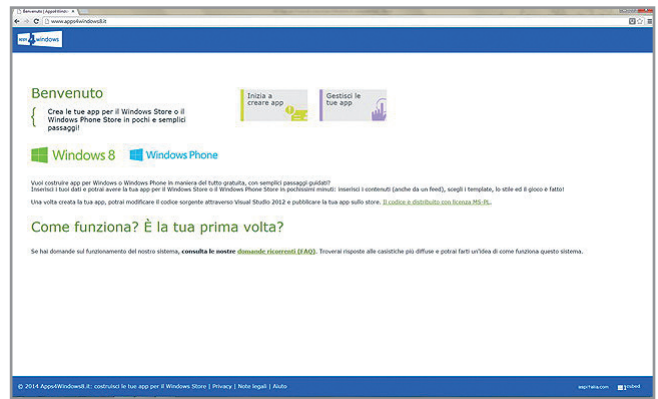 Benvenuto | Apps4Windo
www.apps4windows8.it
4windows
Benvenuto
Crea le tue app per il Windows Store o il
Windows Phone Store in pochi e semplici
passaggi!
Inizia a
creare app
Gestisci le
tue app
Windows 8
Windows Phone
Vuoi costruire app per Windows o Windows Phone in maniera del tutto gratuita, con semplici passaggi guidati?
Inserisci i tuoi dati e potrai avere la tua app per il Windows Store o il Windows Phone Store in pochissimi minuti: inserisci i contenuti (anche da un feed), scegli i template, lo stile ed il gioco è fatto!
Una volta creata la tua app, potrai modificare il codice sorgente attraverso Visual Studio 2012 e pubblicare la tua app sullo store. Il codice è distribuito con licenza MS-PL.
Come funziona? È la tua prima volta?
Se hai domande sul funzionamento del nostro sistema, consulta le nostre domande ricorrenti (FAQ). Troverai risposte alle casistiche più diffuse e potrai farti un'idea di come funziona questo sistema.
© 2014 Apps4Windows8.it: costruisci le tue app per il Windows Store | Privacy | Note legali | Aiuto
aspitalia.com